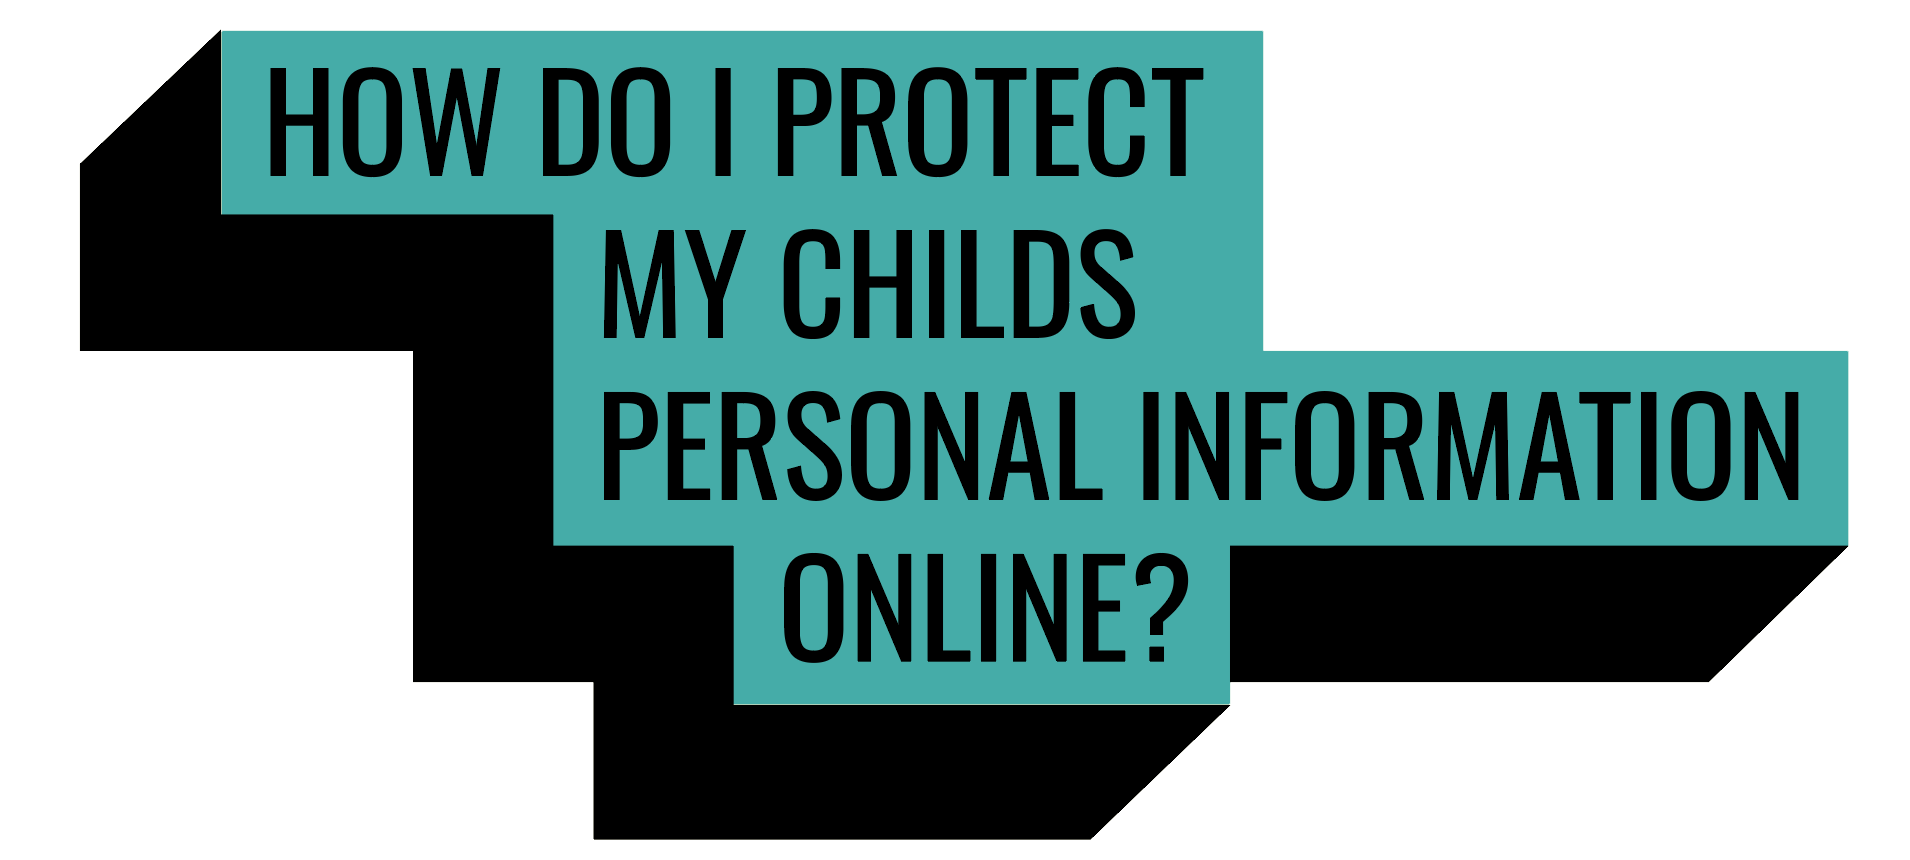 HOW DO I PROTECT
MY CHILDS
PERSONAL INFORMATION
ONLINE?